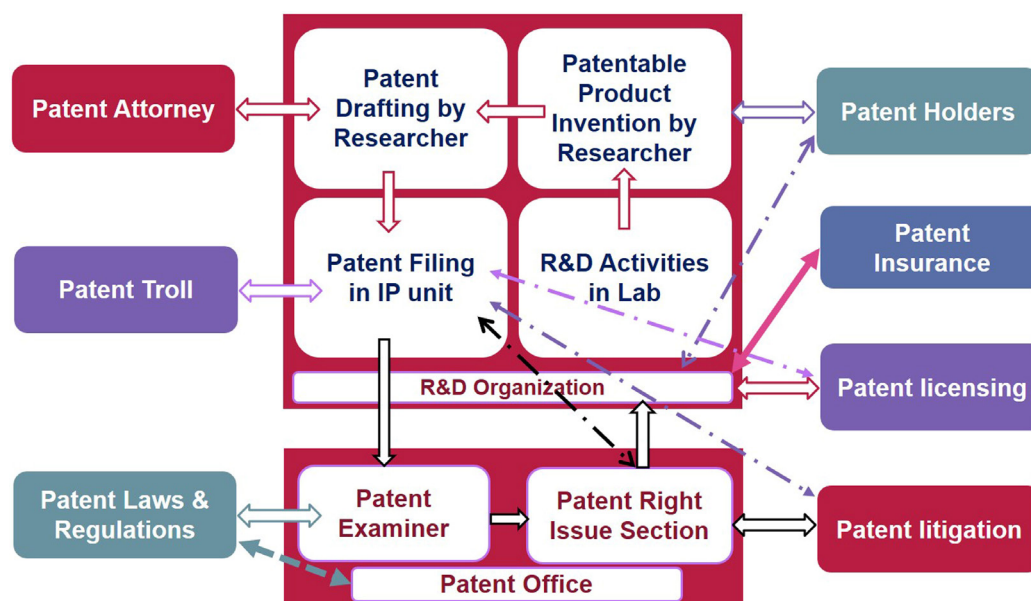 Patent Attorney
Patent
Drafting by
Researcher
Patentable
Product
Invention by
Researcher
Patent Holders
Patent Troll
Patent Filing
in IP unit
R&D Activities
in Lab
Patent
Insurance
R&D Organization
Patent licensing
Patent Laws &
Regulations
Patent
Examiner
Patent Right
Issue Section
Patent litigation
Patent Office